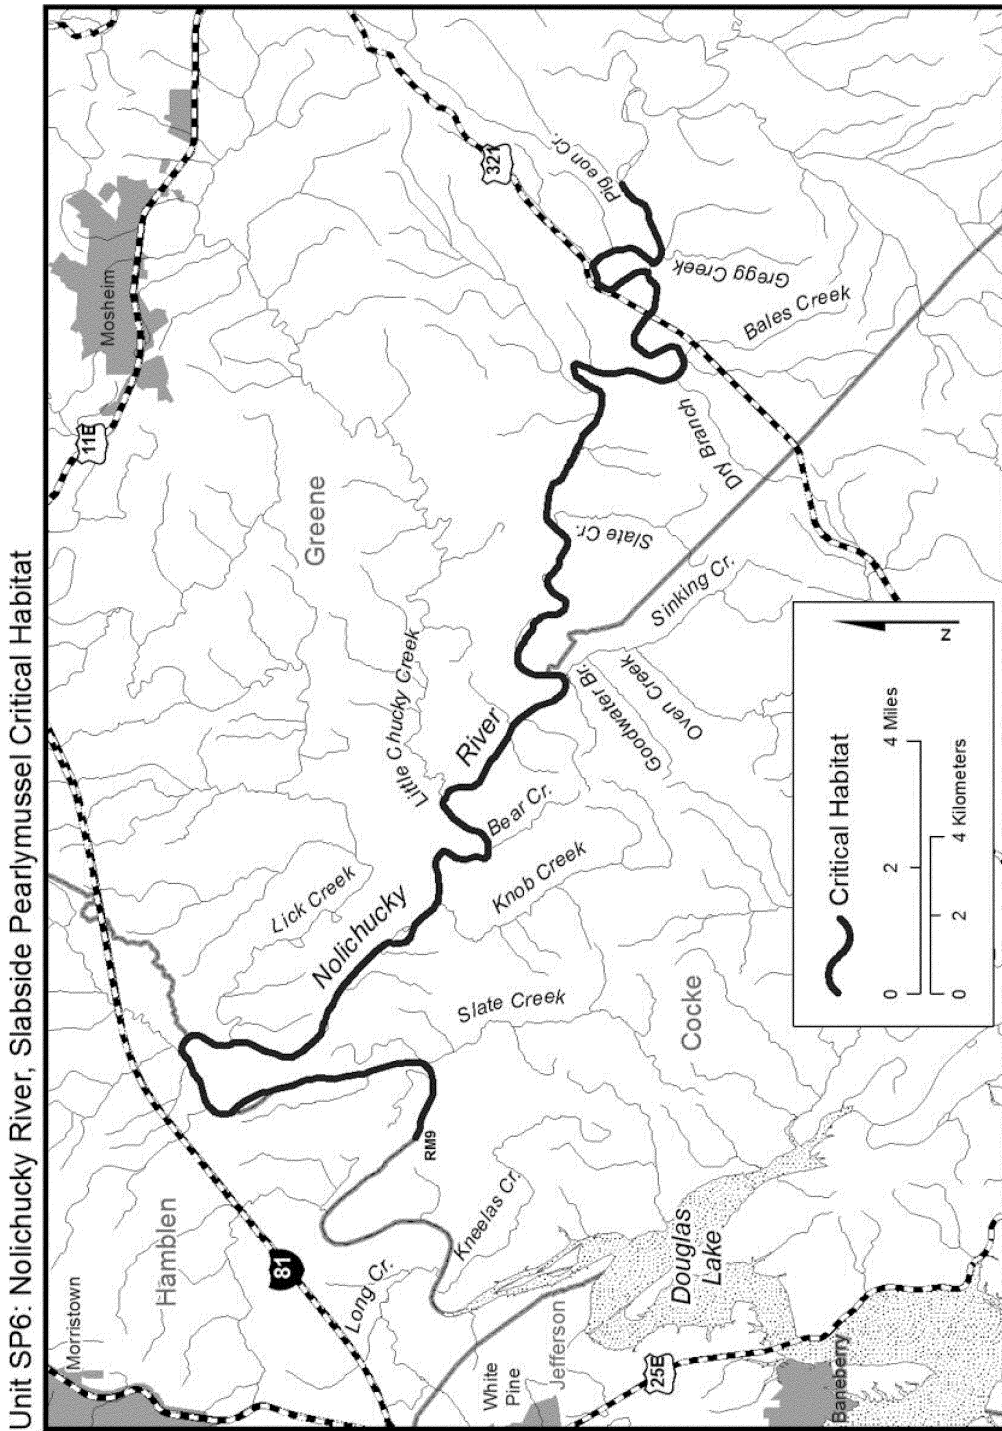 Unit SP6: Nolichucky River, Slabside Pearlymussel Critical Habitat
Morristown
Hamblen
81
Long Cr.
White
Pine
Jefferson
25E
Baneberry
Kneelas Cr.
Douglas
Lake
RM9
Slate Creek
Cocke
Nolichucky
River
Lick Creek
Knob Creek
Bear Cr.
Little Chucky Creek
Greene
Goodwater Br.
Oven Creek
Sinking Cr.
Slate Cr.
Dry Branch
11E
Mosheim
321
Pigeon Cr.
Gregg Creek
Bales Creek
Critical Habitat
0 2 4 Miles
0 2 4 Kilometers
N